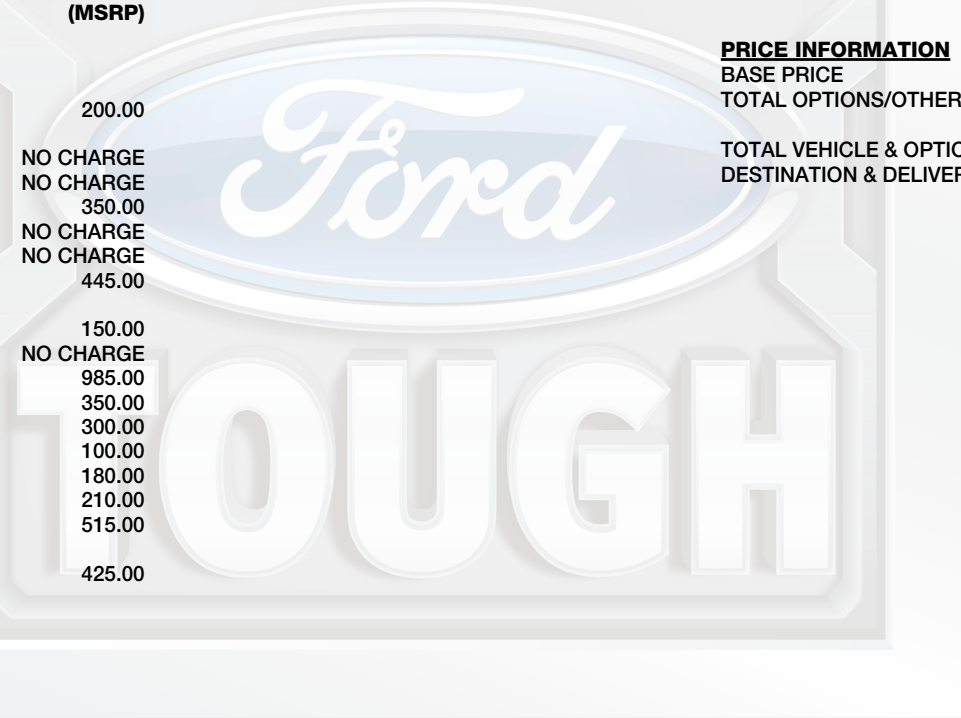 (MSRP)
200.00
NO CHARGE
NO CHARGE
350.00
NO CHARGE
NO CHARGE
445.00
150.00
NO CHARGE
985.00
350.00
300.00
100.00
180.00
210.00
515.00
425.00
PRICE INFORMATION
BASE PRICE
TOTAL OPTIONS/OTHER
TOTAL VEHICLE & OPTIO
DESTINATION & DELIVER
Ford
TOUGH